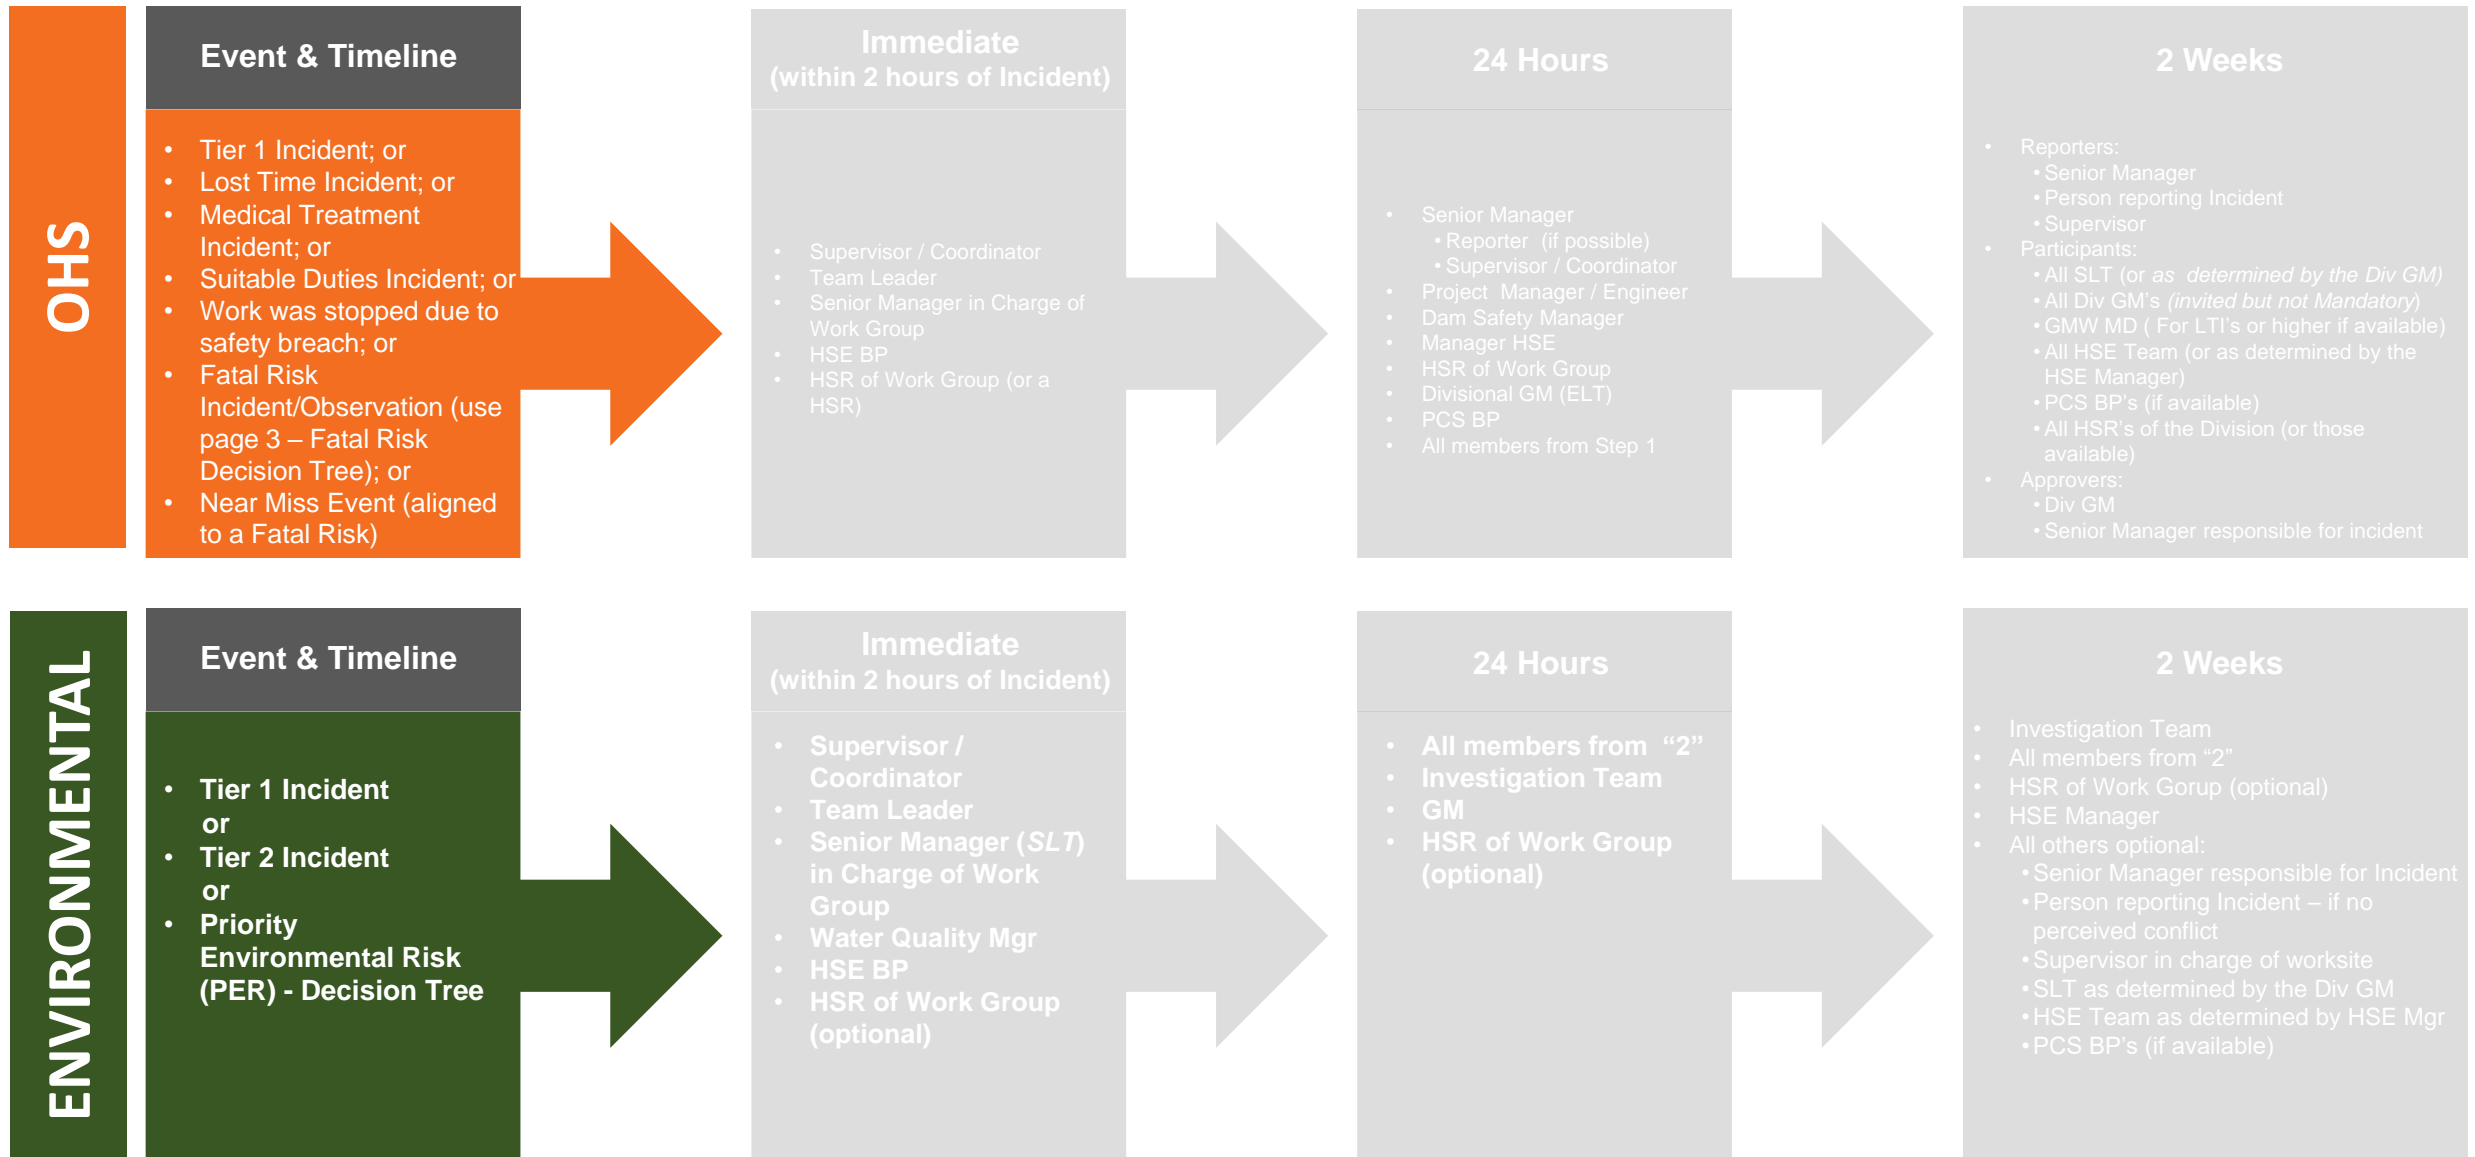 OHS
Event & Timeline
• Tier 1 Incident; or
• Lost Time Incident; or
• Medical Treatment
Incident; or
• Suitable Duties Incident; or
• Work was stopped due to
safety breach; or
• Fatal Risk
Incident/Observation (use
page 3 – Fatal Risk
Decision Tree); or
• Near Miss Event (aligned
to a Fatal Risk)
Immediate
(within 2 hours of Incident)
• Supervisor / Coordinator
• Team Leader
• Senior Manager in Charge of
Work Group
• HSE BP
• HSR of Work Group (or a
HSR)
24 Hours
• Senior Manager
• Reporter (if possible)
• Supervisor / Coordinator
• Project Manager / Engineer
• Dam Safety Manager
• Manager HSE
• HSR of Work Group
• Divisional GM (ELT)
• PCS BP
• All members from Step 1
2 Weeks
• Reporters:
• Senior Manager
• Person reporting Incident
• Supervisor
• Participants:
• All SLT (or as determined by the Div GM)
• All Div GM's (invited but not Mandatory)
• GMW MD ( For LTI's or higher if available)
• All HSE Team (or as determined by the
HSE Manager)
• PCS BP's (if available)
• All HSR's of the Division (or those
available)
• Approvers:
• Div GM
• Senior Manager responsible for incident
ENVIRONMENTAL
Event & Timeline
• Tier 1 Incident
or
• Tier 2 Incident
or
• Priority
Environmental Risk
(PER) - Decision Tree
Immediate
(within 2 hours of Incident)
• Supervisor /
Coordinator
• Team Leader
• Senior Manager (SLT)
in Charge of Work
Group
• Water Quality Mgr
• HSE BP
• HSR of Work Group
(optional)
24 Hours
• All members from “2”
• Investigation Team
• GM
• HSR of Work Group
(optional)
2 Weeks
• Investigation Team
• All members from “2”
• HSR of Work Gorup (optional)
• HSE Manager
• All others optional:
• Senior Manager responsible for Incident
• Person reporting Incident – if no
perceived conflict
• Supervisor in charge of worksite
• SLT as determined by the Div GM
• HSE Team as determined by HSE Mgr
• PCS BP's (if available)